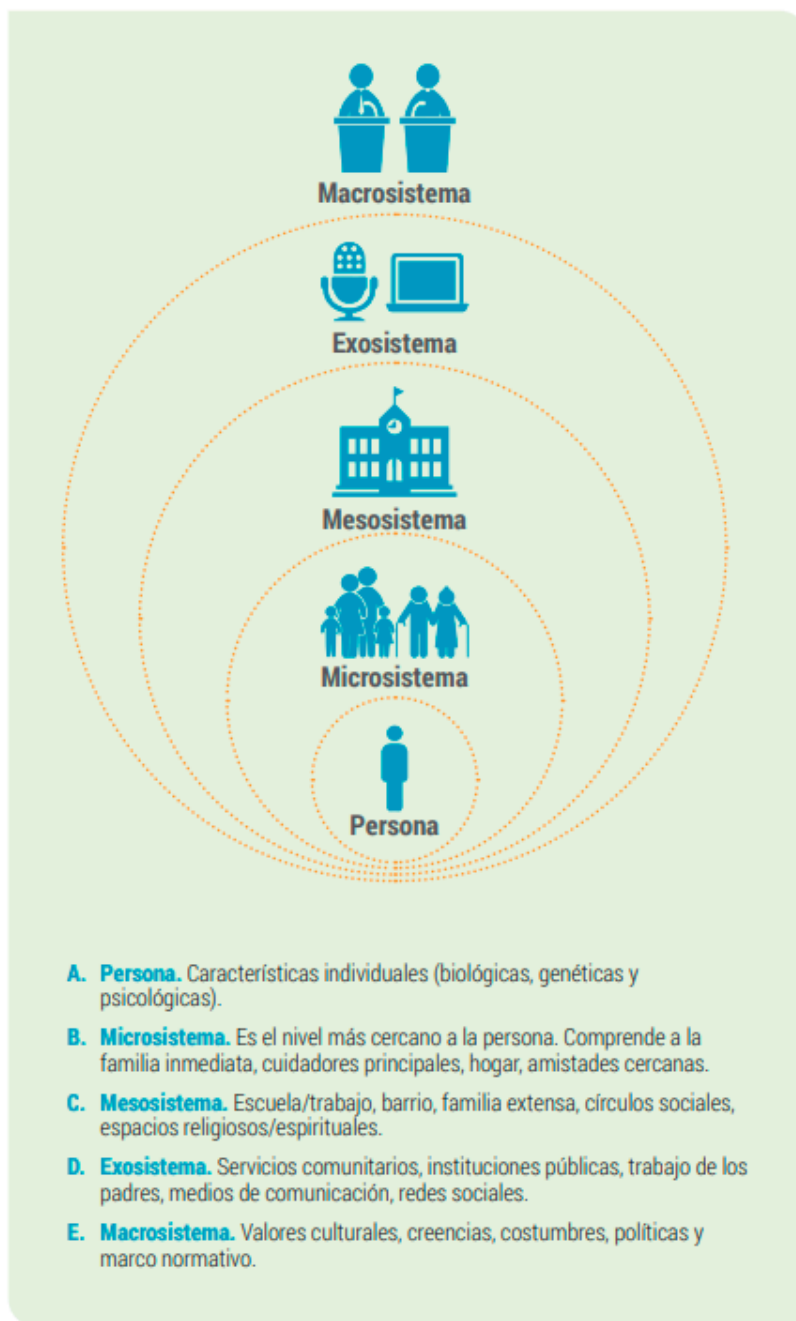 Macrosistema
Exosistema
Mesosistema
Microsistema
Persona
A. Persona. Características individuales (biológicas, genéticas y
psicológicas).
B. Microsistema. Es el nivel más cercano a la persona. Comprende a la
familia inmediata, cuidadores principales, hogar, amistades cercanas.
C. Mesosistema. Escuela/trabajo, barrio, familia extensa, círculos sociales,
espacios religiosos/espirituales.
D. Exosistema. Servicios comunitarios, instituciones públicas, trabajo de los
padres, medios de comunicación, redes sociales.
E. Macrosistema. Valores culturales, creencias, costumbres, políticas y
marco normativo.